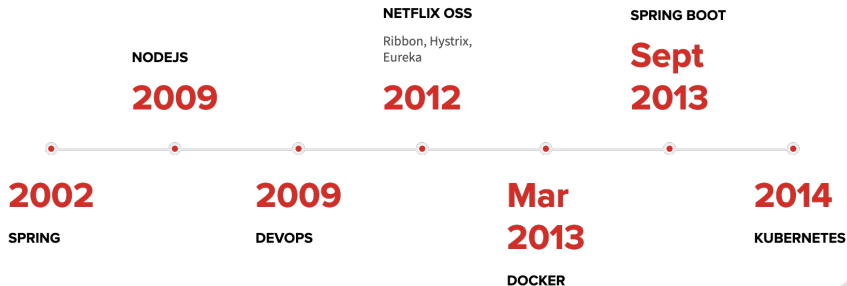 NETFLIX OSS
Ribbon, Hystrix,
Eureka
2012
SPRING BOOT
Sept
2013
NODEJS
2009
2002
SPRING
2009
DEVOPS
Mar
2013
DOCKER
2014
KUBERNETES